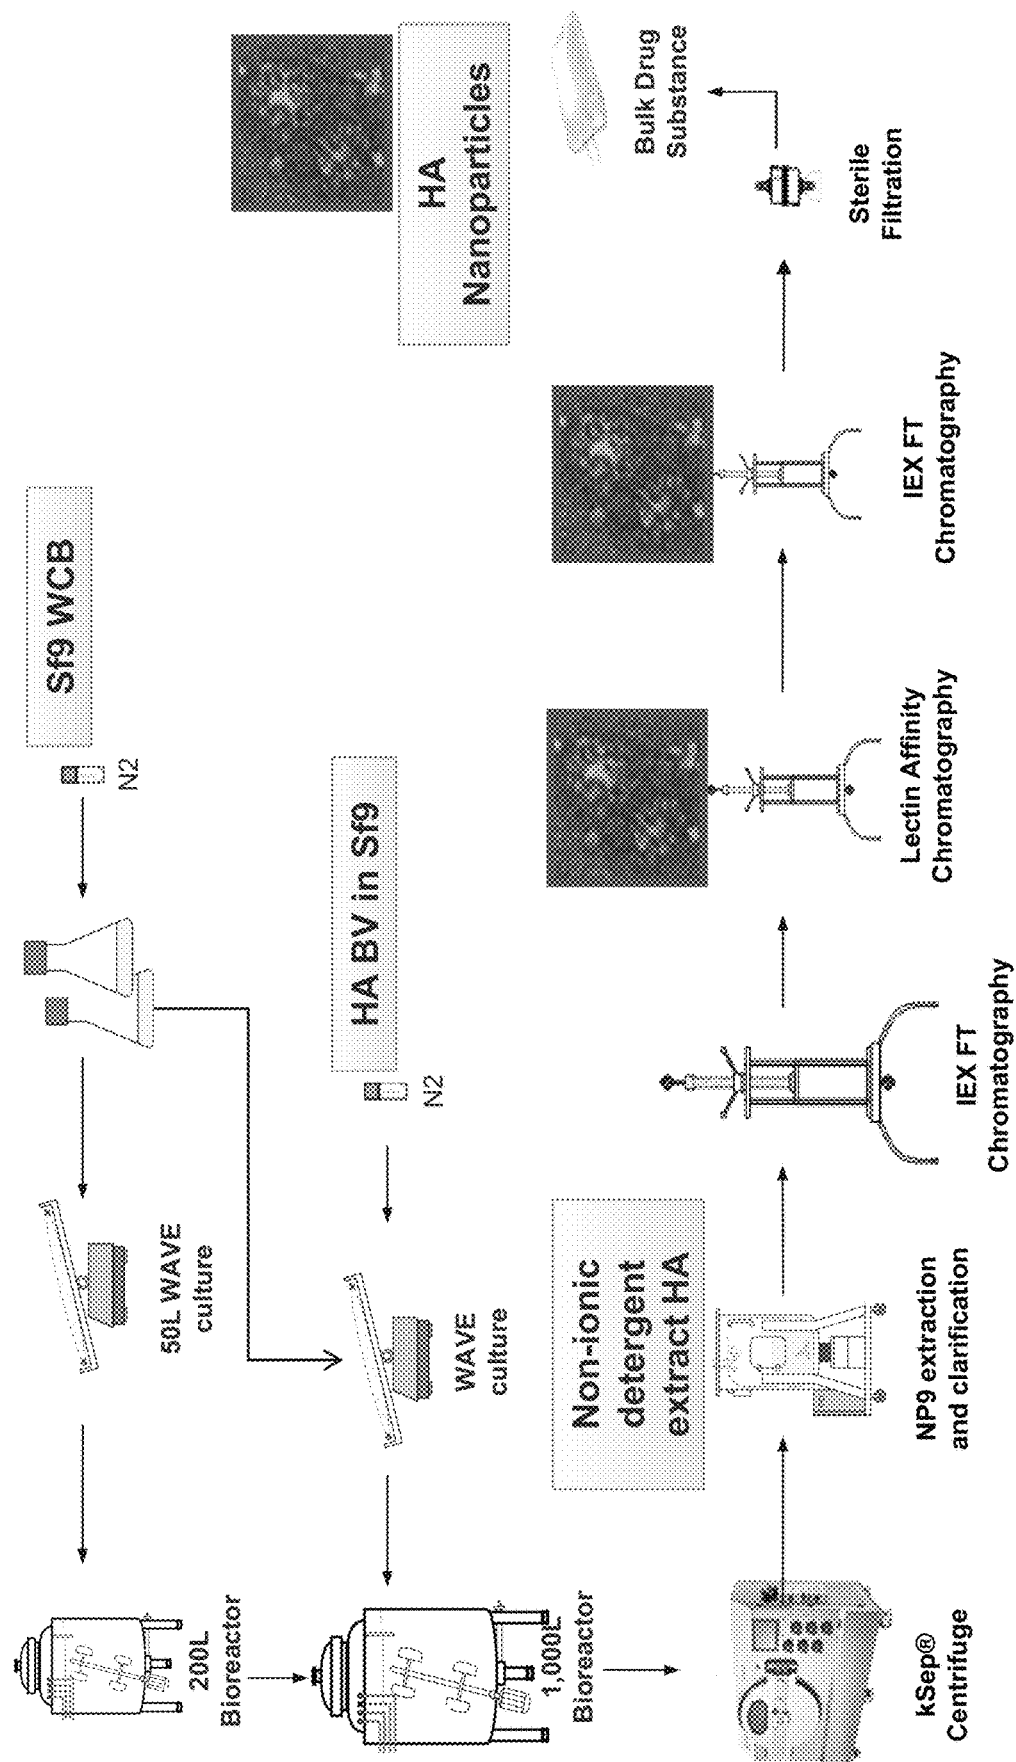 Sf9 WCB
N2
50L WAVE
culture
200L
Bioreactor
HA BV in Sf9
N2
WAVE
culture
1,000L
Bioreactor
HA
Nanoparticles
kSep®
Centrifuge
Non-ionic
detergent
extract HA
NP9 extraction
and clarification
IEX FT
Chromatography
Lectin Affinity
Chromatography
IEX FT
Chromatography
Sterile
Filtration
Bulk Drug
Substance